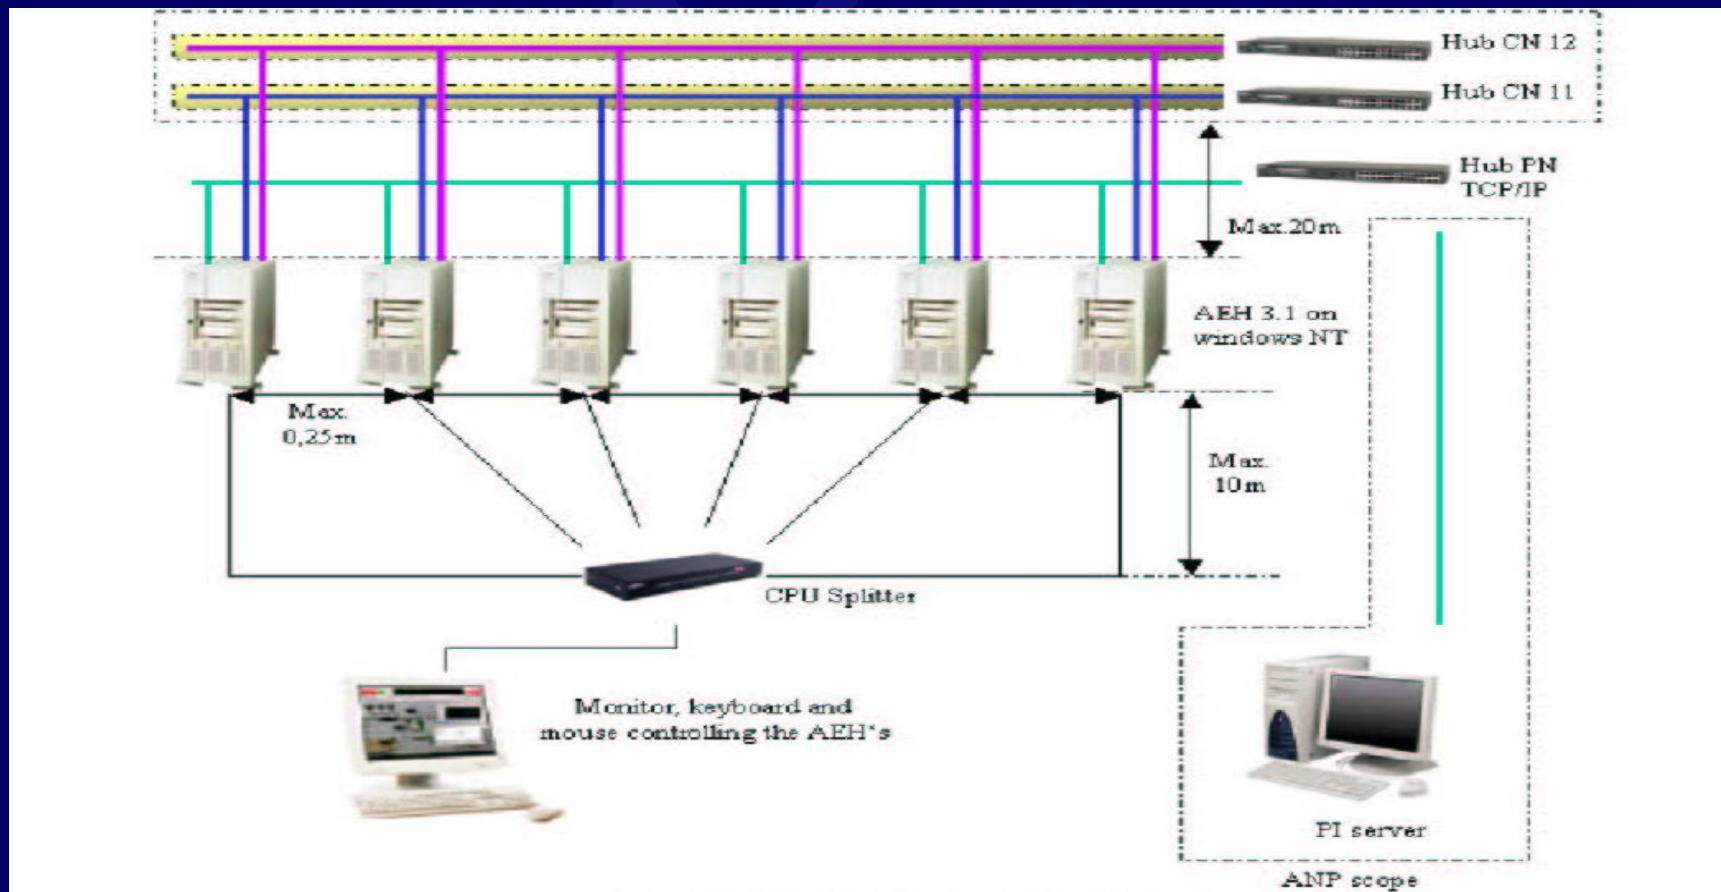 Hub CN 12
Hub CN 11
Hub PN
TCP/IP
Max.20m
AEH 3.1 on
windows NT
Max.
0,25m
Max.
10m
CPU Splitter
Monitor, keyboard and
mouse controlling the AEH's
PI server
ANP scope